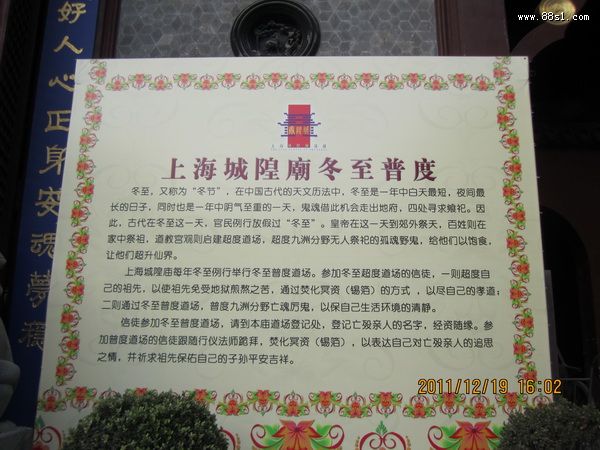 www.68s1.com
好人心正身安魂夢穩
上海城隍廟冬至普度
冬至，又称为“冬节”，在中国古代的天文历法中，冬至是一年中白天最短，夜间最
长的日子，同时也是一年中阴气至重的一天，鬼魂借此机会走出地府，四处寻求飨祀。因
此，古代在冬至这一天，官民例行放假过“冬至”。皇帝在这一天到郊外祭天，百姓则在
家中祭祖，道教宫观则启建超度道场，超度九洲分野无人祭祀的孤魂野鬼，给他们以饱食，
让他们超升仙界。
上海城隍庙每年冬至例行举行冬至普度道场。参加冬至超度道场的信徒，一则超度自
己的祖先，以使祖先免受地狱煎熬之苦，通过焚化冥资（锡箔）的方式，以尽自己的孝道；
二则通过冬至普度道场，普度九洲分野亡魂厉鬼，以保自己生活环境的清静。
信徒参加冬至普度道场，请到本庙道场登记处，登记亡殁亲人的名字，经资随缘。参
加普度道场的信徒跟随行仪法师跪拜，焚化冥资（锡箔），以表达自己对亡殁亲人的追思
之情，并祈求祖先保佑自己的子孙平安吉祥。
2011/12/19 16:02